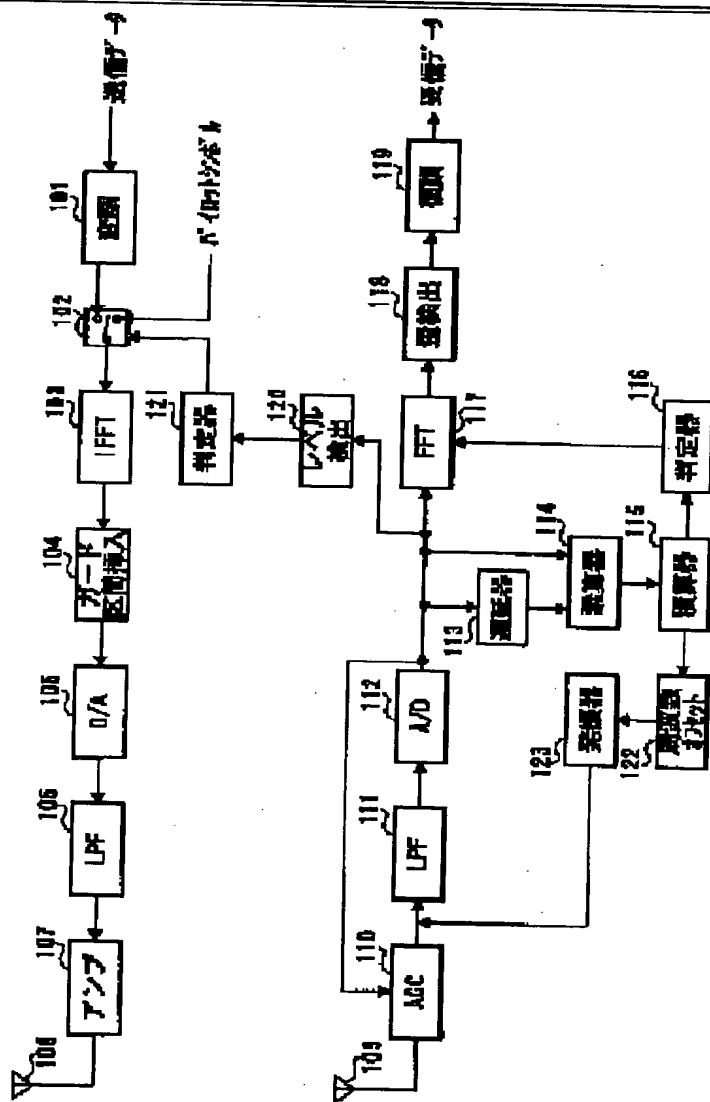 送信データ
101
変調
102
パイロットシンボル
103
IFFT
104
ガード
区間挿入
105
D/A
106
LPF
107
アンプ
108
121
判定器
120
レベル
検出
受信データ
119
復調
118
117
FFT
116
判定器
115
積算器
114
乗算器
113
遅延器
112
A/D
111
LPF
110
AGC
109
123
発振器
122
周波数
オフセット